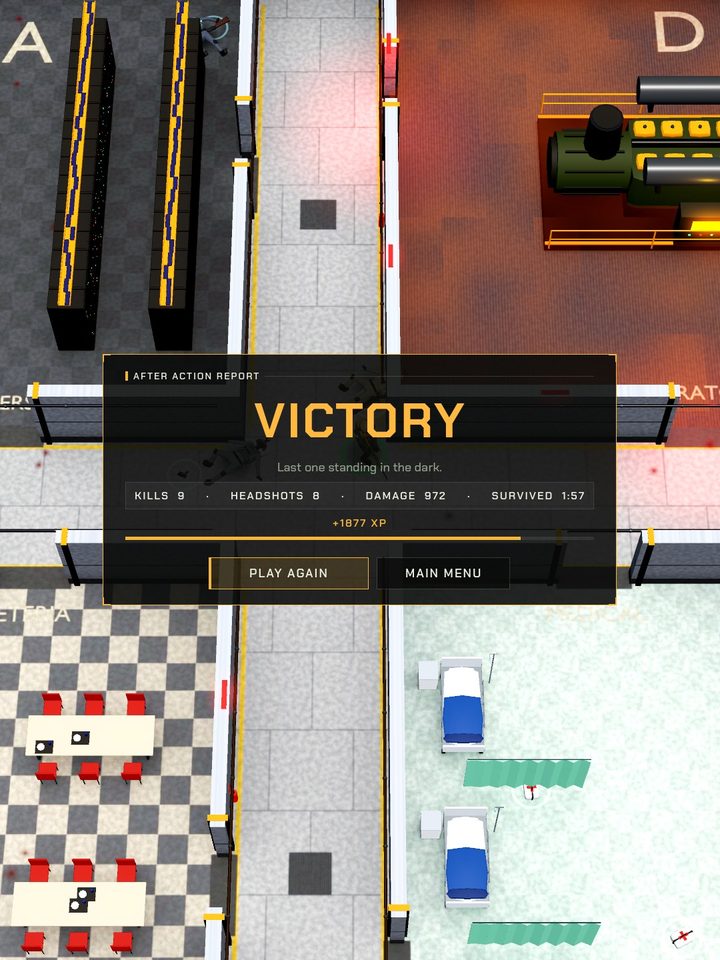 A
D
AFTER ACTION REPORT
VICTORY
Last one standing in the dark.
KILLS 9 · HEADSHOTS 8 · DAMAGE 972 · SURVIVED 1:57
+1877 XP
PLAY AGAIN
MAIN MENU